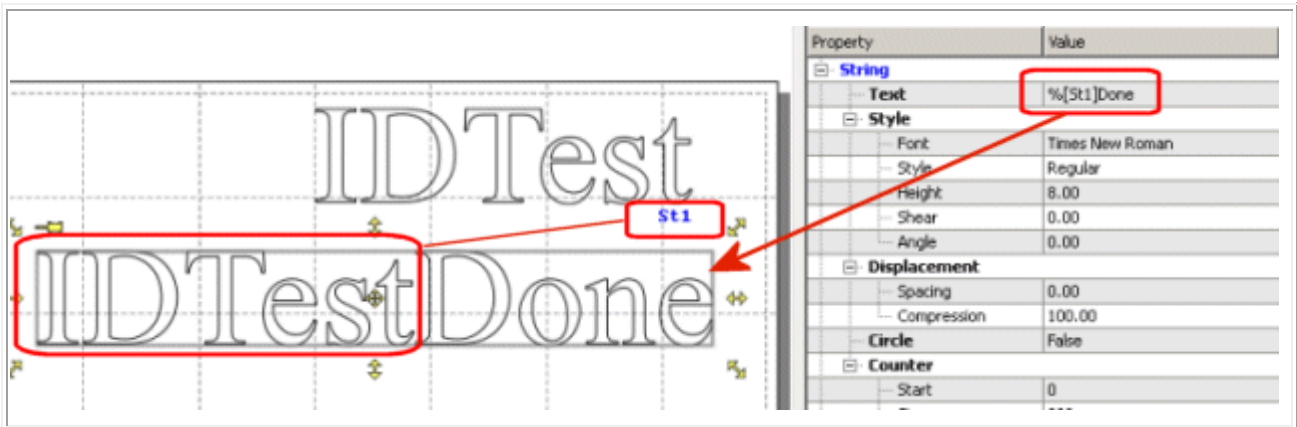 IDTest
St1
IDTestDone
Property Value
String
Text %[St1]Done
Style
Font Times New Roman
Style Regular
Height 8.00
Shear 0.00
Angle 0.00
Displacement
Spacing 0.00
Compression 100.00
Circle False
Counter
Start 0